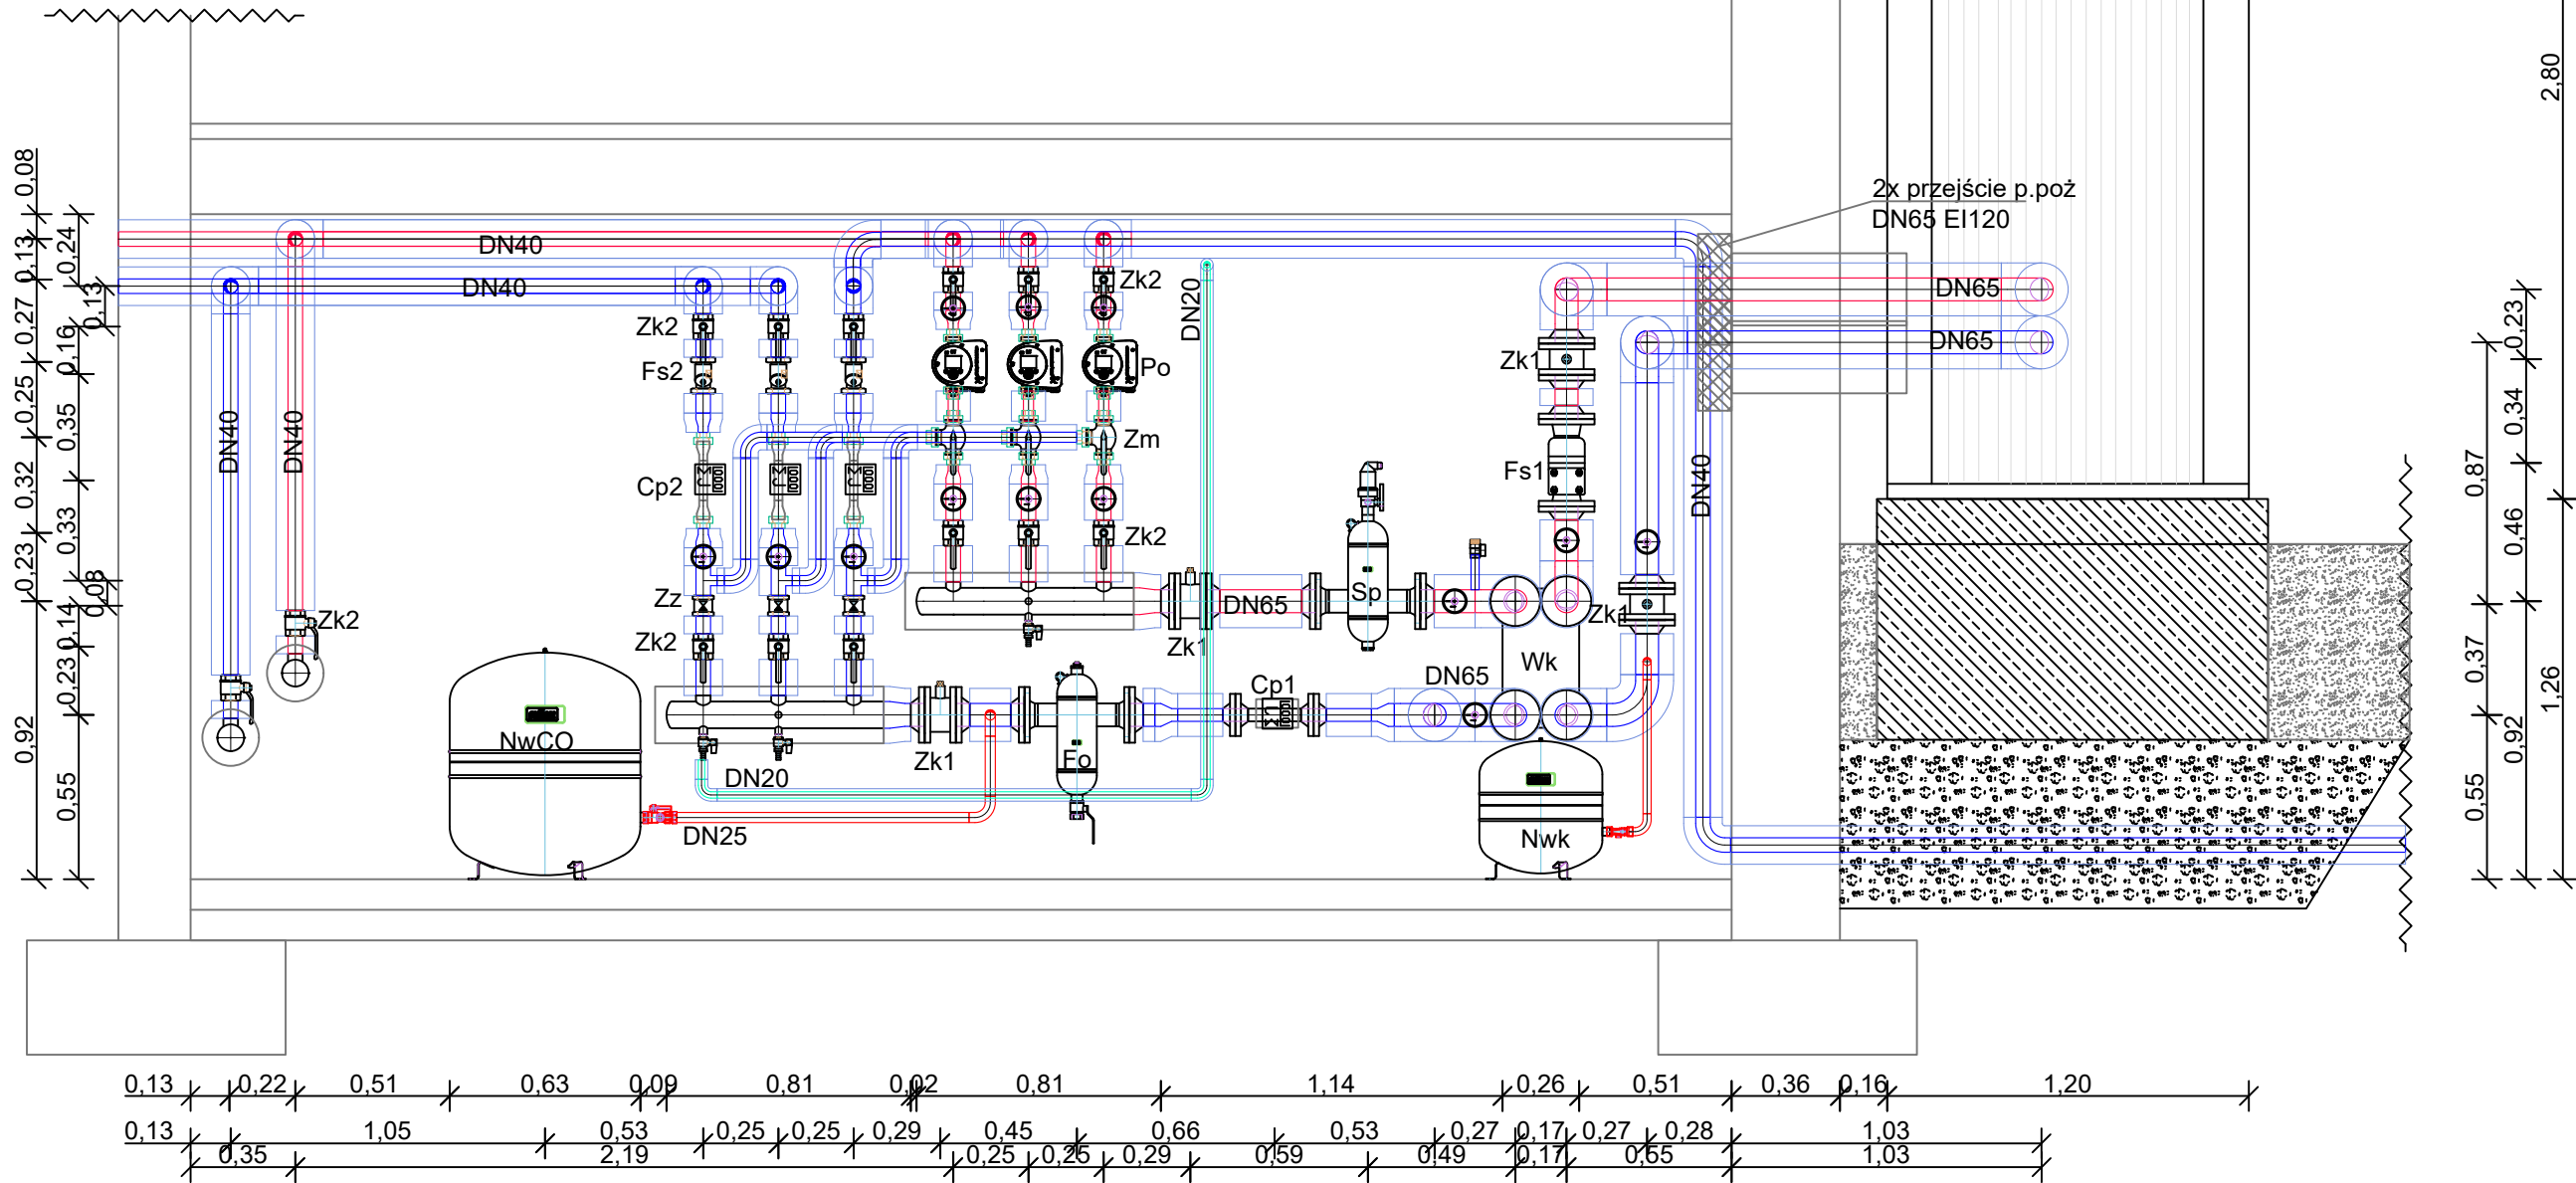 2,80
0,08
0,13
0,24
0,27
0,13
0,16
0,25
0,35
0,32
0,33
0,23
0,08
0,14
0,23
0,92
0,55
2x przejście p.poż
DN65 EI120
DN40
DN40
DN40
DN40
DN20
DN40
DN65
DN65
Zk2
Zk2
Fs2
Po
Zk1
Zm
Cp2
Fs1
Zk2
Zz
Zk2
Zk2
DN65
Sp
Zk1
Zk1
Wk
DN65
Cp1
NwCO
Zk1
Fo
DN20
DN25
Nwk
0,23
0,34
0,87
0,46
0,37
1,26
0,92
0,55
0,13
0,22
0,51
0,63
0,09
0,81
0,02
0,81
1,14
0,26
0,51
0,36
0,16
1,20
0,13
1,05
0,53
0,25
0,25
0,29
0,45
0,66
0,53
0,27
0,17
0,27
0,28
1,03
0,35
2,19
0,25
0,25
0,29
0,59
0,49
0,17
0,65
1,03